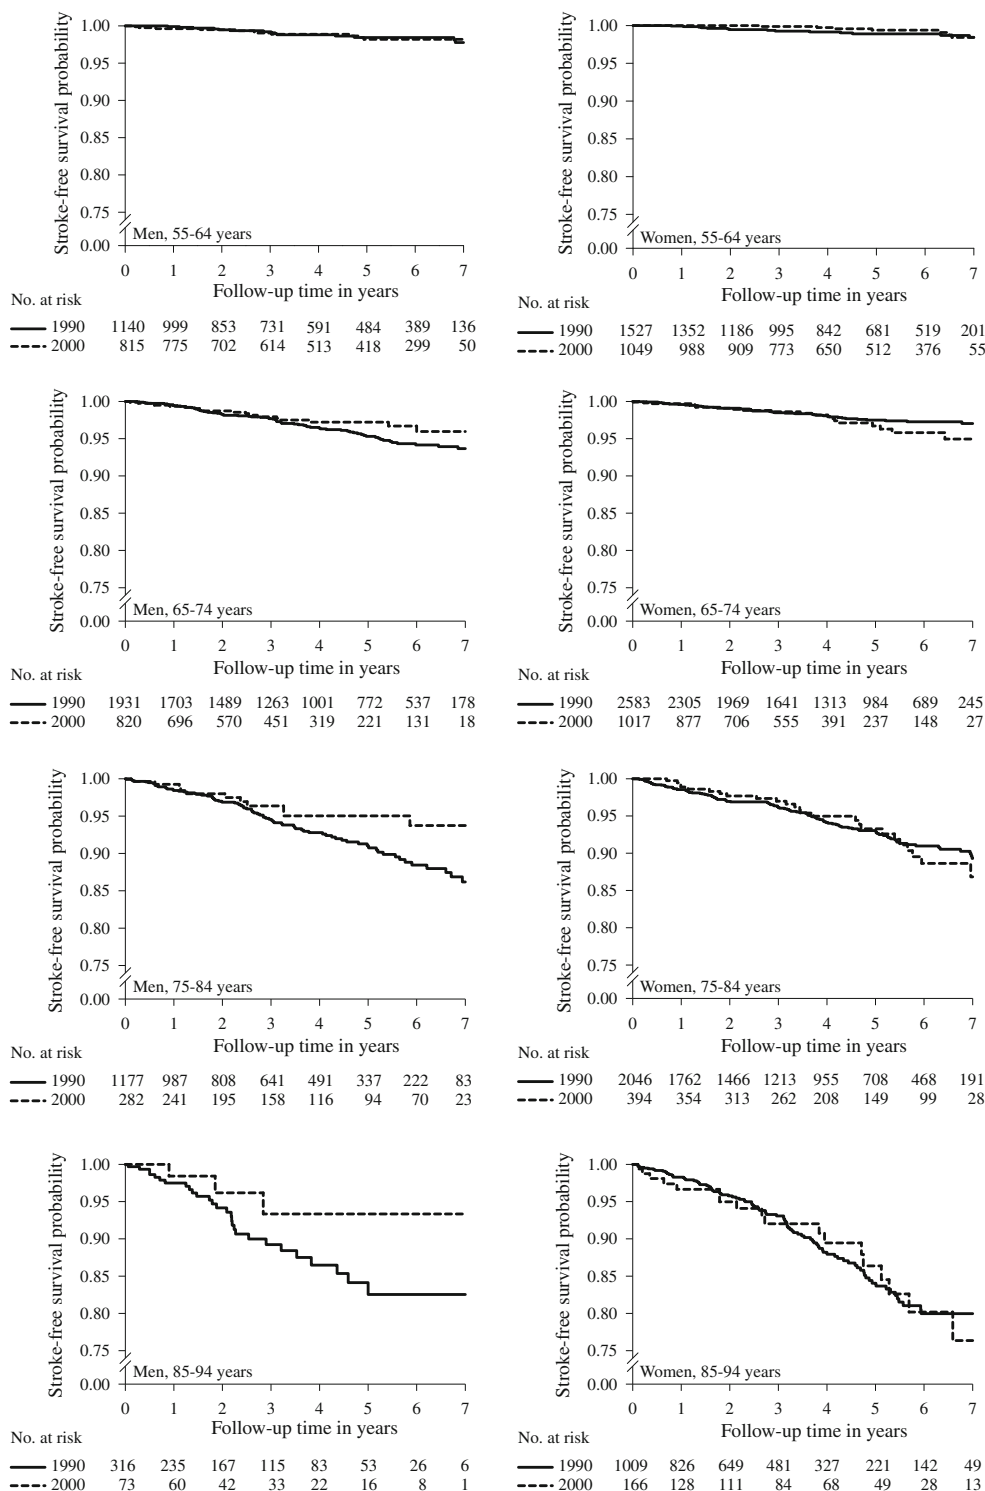 Stroke-free survival probability
1.00
0.95
0.90
0.85
0.80
0.75
0.00
Men, 55-64 years
0 1 2 3 4 5 6 7
Follow-up time in years
No. at risk
1990 1140 999 853 731 591 484 389 136
2000 815 775 702 614 513 418 299 50
Stroke-free survival probability
1.00
0.95
0.90
0.85
0.80
0.75
0.00
Women, 55-64 years
0 1 2 3 4 5 6 7
Follow-up time in years
No. at risk
1990 1527 1352 1186 995 842 681 519 201
2000 1049 988 909 773 650 512 376 55
Stroke-free survival probability
1.00
0.95
0.90
0.85
0.80
0.75
0.00
Men, 65-74 years
0 1 2 3 4 5 6 7
Follow-up time in years
No. at risk
1990 1931 1703 1489 1263 1001 772 537 178
2000 820 696 570 451 319 221 131 18
Stroke-free survival probability
1.00
0.95
0.90
0.85
0.80
0.75
0.00
Women, 65-74 years
0 1 2 3 4 5 6 7
Follow-up time in years
No. at risk
1990 2583 2305 1969 1641 1313 984 689 245
2000 1017 877 706 555 391 237 148 27
Stroke-free survival probability
1.00
0.95
0.90
0.85
0.80
0.75
0.00
Men, 75-84 years
0 1 2 3 4 5 6 7
Follow-up time in years
No. at risk
1990 1177 987 808 641 491 337 222 83
2000 282 241 195 158 116 94 70 23
Stroke-free survival probability
1.00
0.95
0.90
0.85
0.80
0.75
0.00
Women, 75-84 years
0 1 2 3 4 5 6 7
Follow-up time in years
No. at risk
1990 2046 1762 1466 1213 955 708 468 191
2000 394 354 313 262 208 149 99 28
Stroke-free survival probability
1.00
0.95
0.90
0.85
0.80
0.75
0.00
Men, 85-94 years
0 1 2 3 4 5 6 7
Follow-up time in years
No. at risk
1990 316 235 167 115 83 53 26 6
2000 73 60 42 33 22 16 8 1
Stroke-free survival probability
1.00
0.95
0.90
0.85
0.80
0.75
0.00
Women, 85-94 years
0 1 2 3 4 5 6 7
Follow-up time in years
No. at risk
1990 1009 826 649 481 327 221 142 49
2000 166 128 111 84 68 49 28 13